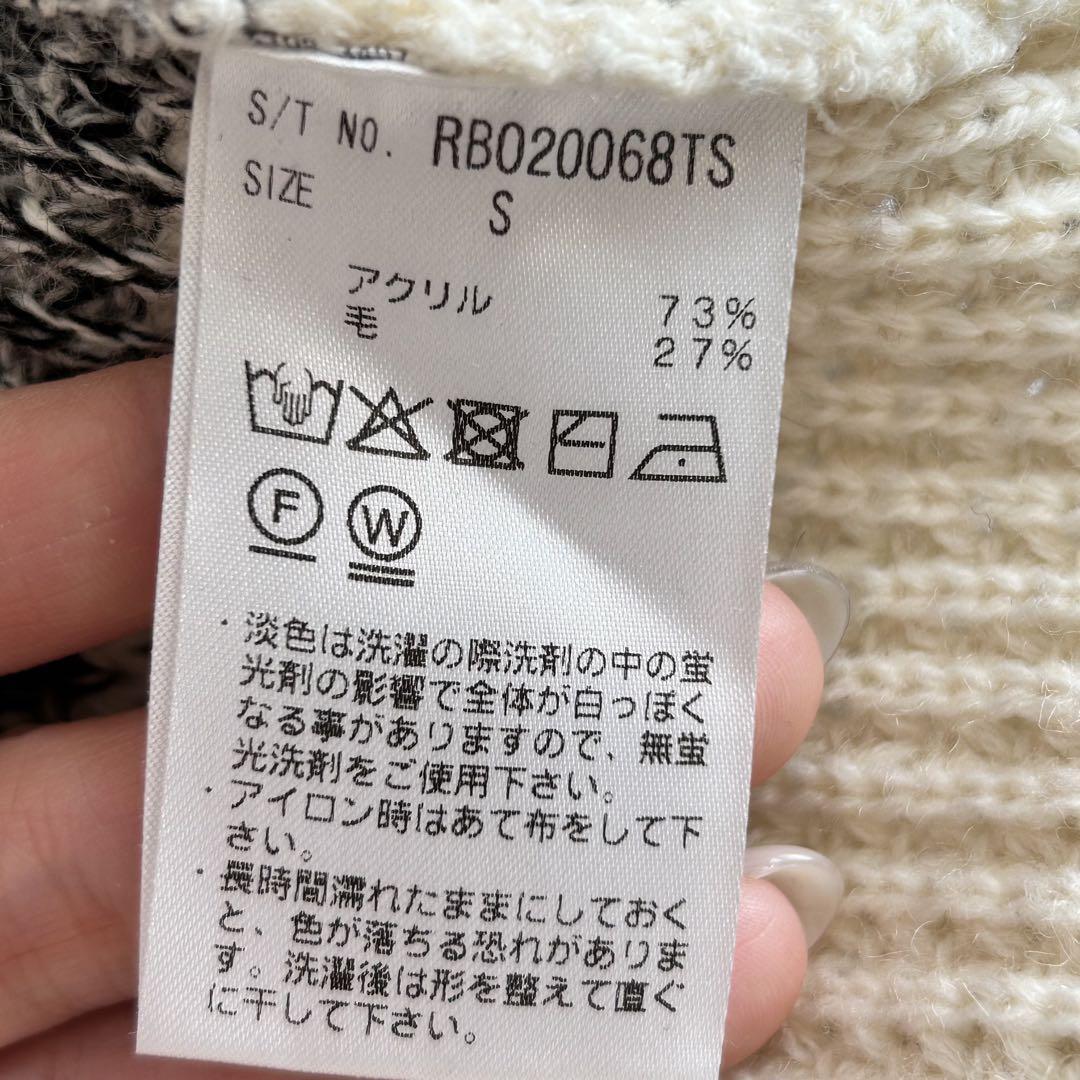 S/T NO. RBO20068TS
SIZE S
アクリル 73%
毛 27%
F W
・淡色は洗濯の際洗剤の中の蛍
光剤の影響で全体が白っぽく
なる事がありますので、無蛍
光洗剤をご使用下さい。
・アイロン時はあて布をして下
さい。
・長時間濡れたままにしておく
と、色が落ちる恐れがありま
す。洗濯後は形を整えて直ぐ
に干して下さい。